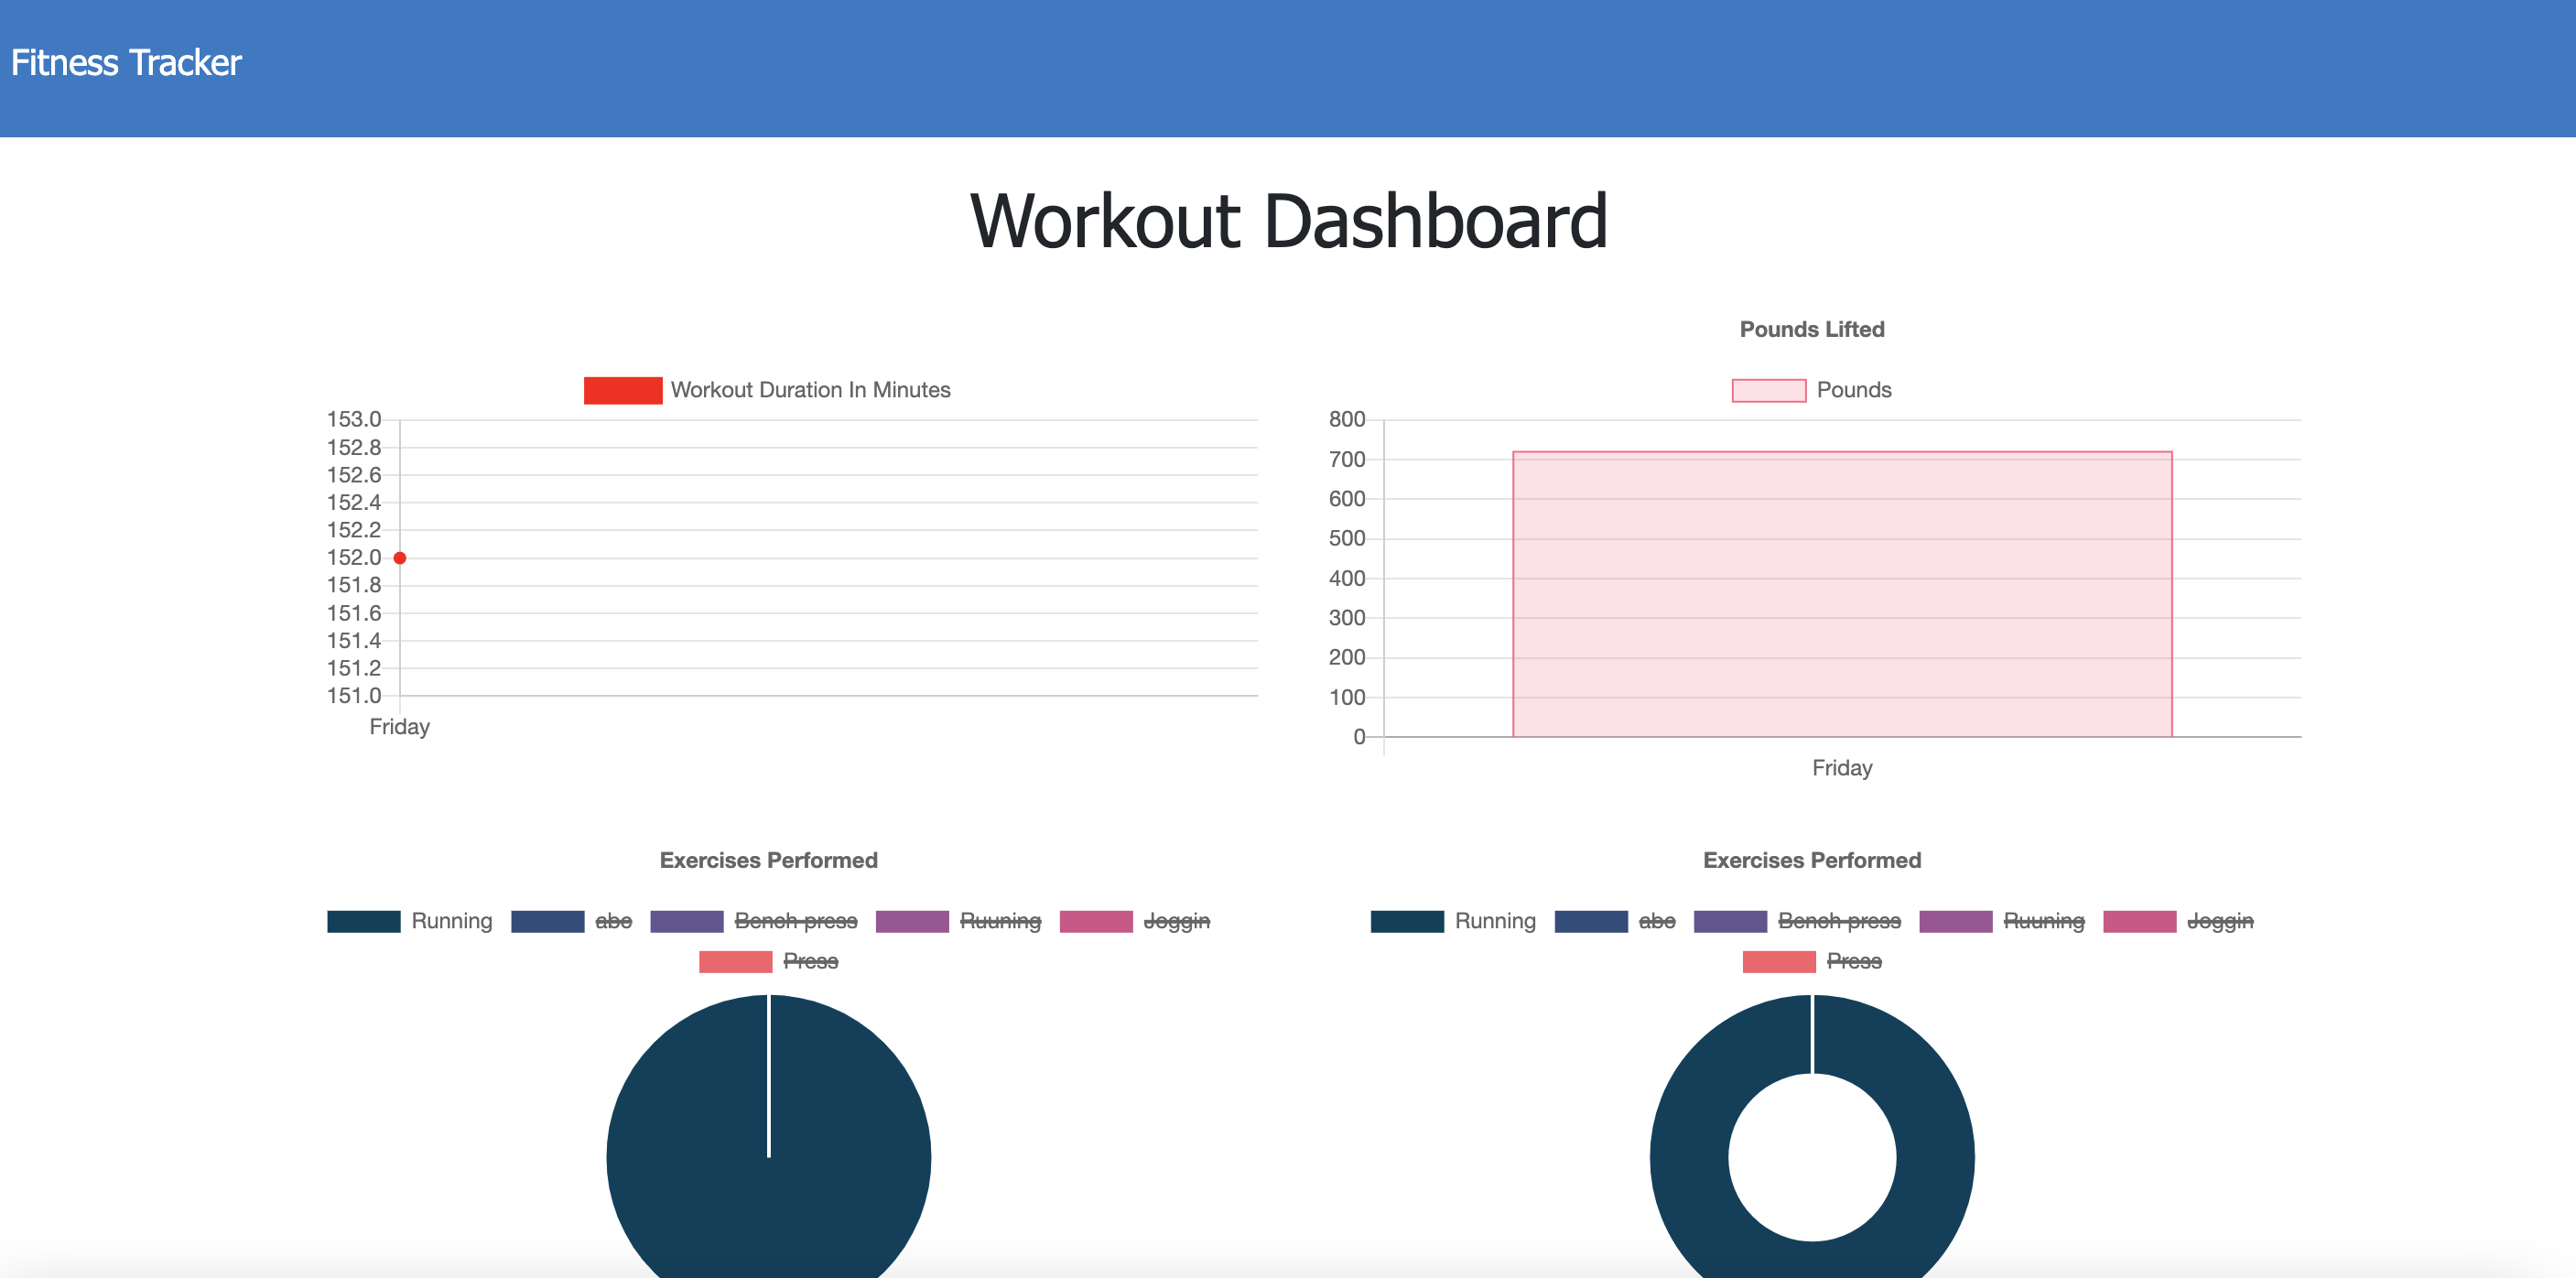 Fitness Tracker
Workout Dashboard
Workout Duration In Minutes
153.0
152.8
152.6
152.4
152.2
152.0
151.8
151.6
151.4
151.2
151.0
Friday
Pounds Lifted
Pounds
800
700
600
500
400
300
200
100
0
Friday
Exercises Performed
Running abc Bench press Ruuning Joggin
Press
Exercises Performed
Running abc Bench press Ruuning Joggin
Press